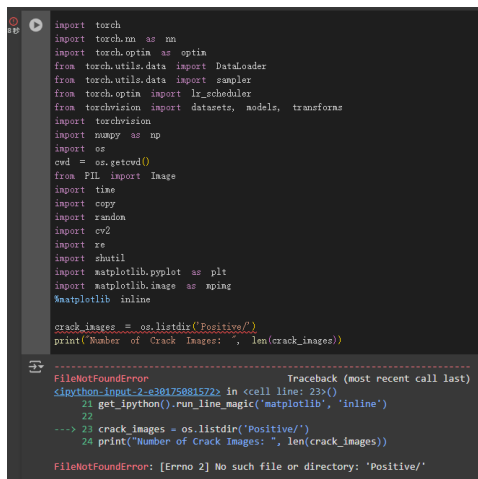 8秒
import torch
import torch.nn as nn
import torch.optim as optim
from torch.utils.data import DataLoader
from torch.utils.data import sampler
from torch.optim import lr_scheduler
from torchvision import datasets, models, transforms
import torchvision
import numpy as np
import os
cwd = os.getcwd()
from PIL import Image
import time
import copy
import random
import cv2
import re
import shutil
import matplotlib.pyplot as plt
import matplotlib.image as mpimg
%matplotlib inline
crack_images = os.listdir('Positive/')
print("Number of Crack Images: ", len(crack_images))
---------------------------------------------------------------------------
FileNotFoundError Traceback (most recent call last)
<ipython-input-2-e30175081572> in <cell line: 23>()
21 get_ipython().run_line_magic('matplotlib', 'inline')
22
---> 23 crack_images = os.listdir('Positive/')
24 print("Number of Crack Images: ", len(crack_images))
FileNotFoundError: [Errno 2] No such file or directory: 'Positive/'